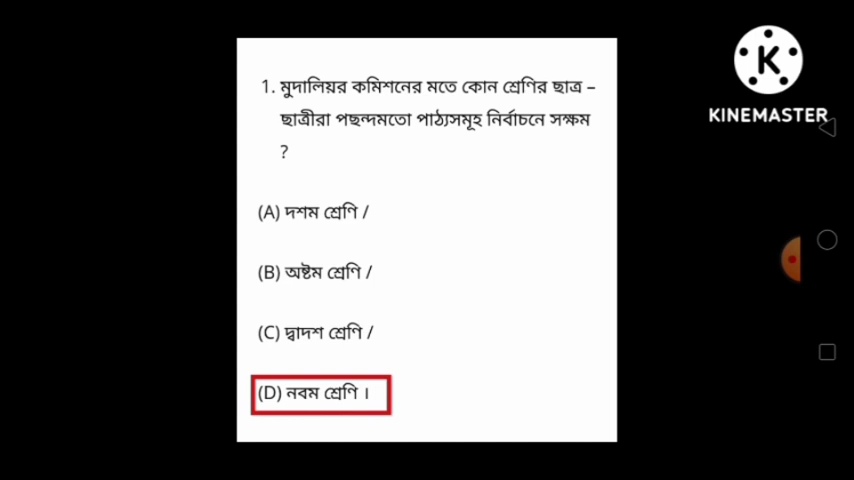 1. মুদালিয়র কমিশনের মতে কোন শ্রেণির ছাত্র –
ছাত্রীরা পছন্দমতো পাঠ্যসমূহ নির্বাচনে সক্ষম
?
(A) দশম শ্রেণি /
(B) অষ্টম শ্রেণি /
(C) দ্বাদশ শ্রেণি /
(D) নবম শ্রেণি ।
K
KINEMASTER